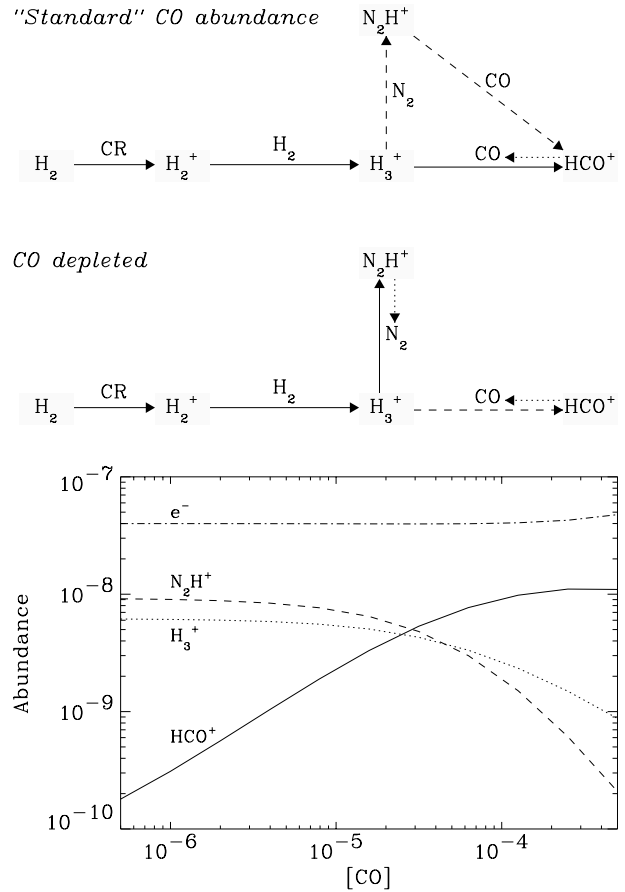 "Standard" CO abundance
N₂H⁺
CO
N₂
H₂ CR H₂⁺ H₂ H₃⁺ CO HCO⁺
CO depleted
N₂H⁺
N₂
H₂ CR H₂⁺ H₂ H₃⁺ CO HCO⁺
10⁻⁷
e⁻
10⁻⁸
N₂H⁺
H₃⁺
Abundance
10⁻⁹
HCO⁺
10⁻¹⁰
10⁻⁶ 10⁻⁵ 10⁻⁴
[CO]